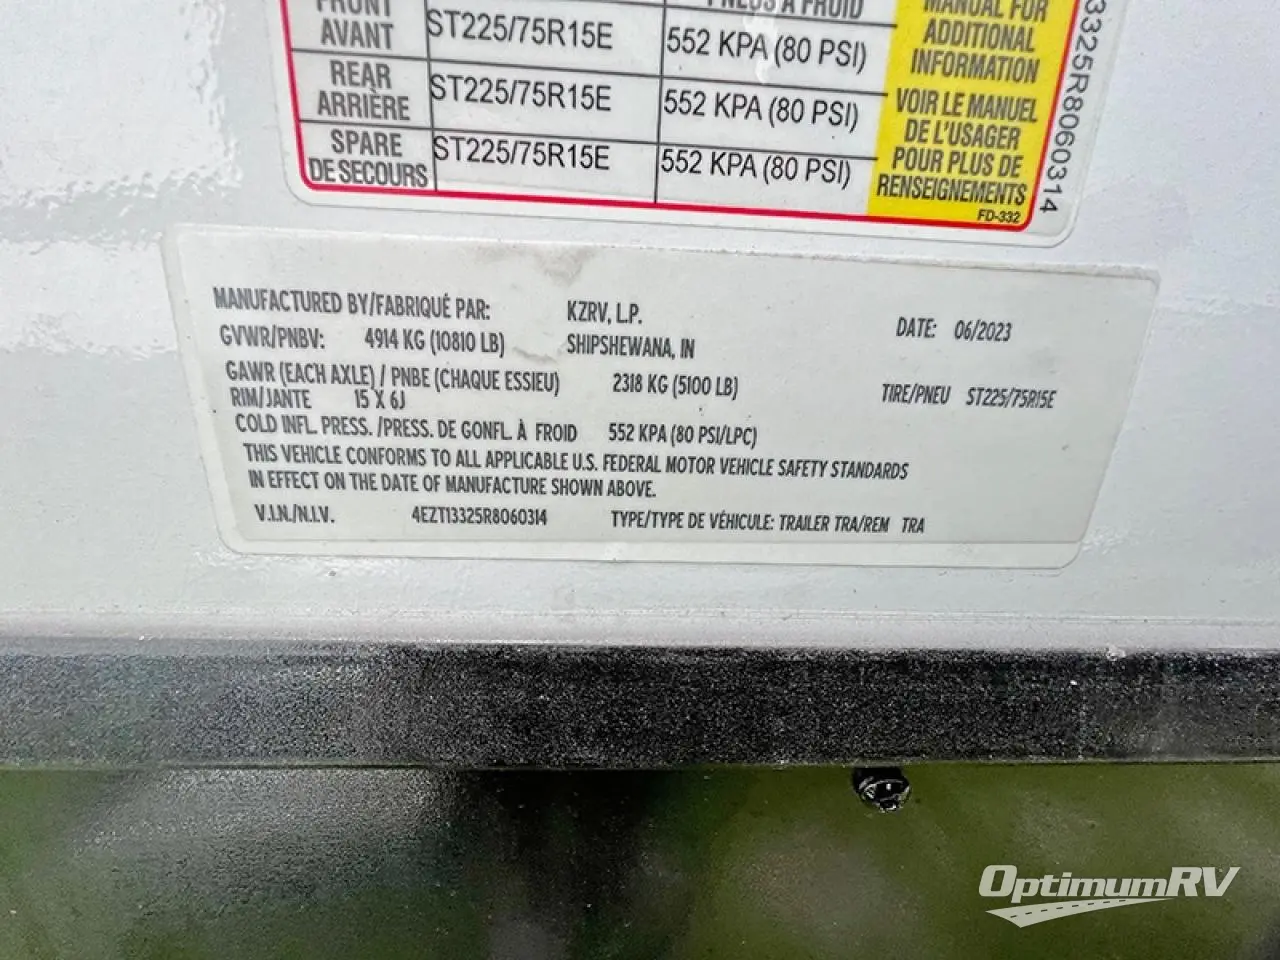 FRONT
AVANT ST225/75R15E 552 KPA (80 PSI)
REAR
ARRIÈRE ST225/75R15E 552 KPA (80 PSI)
SPARE
DE SECOURS ST225/75R15E 552 KPA (80 PSI)
PNEUS À FROID
MANUAL FOR
ADDITIONAL
INFORMATION
VOIR LE MANUEL
DE L'USAGER
POUR PLUS DE
RENSEIGNEMENTS
FD-332
3325R8060314
MANUFACTURED BY/FABRIQUÉ PAR: KZRV, L.P. DATE: 06/2023
GVWR/PNBV: 4914 KG (10810 LB) SHIPSHEWANA, IN
GAWR (EACH AXLE) / PNBE (CHAQUE ESSIEU) 2318 KG (5100 LB) TIRE/PNEU ST225/75R15E
RIM/JANTE 15 X 6J
COLD INFL. PRESS. /PRESS. DE GONFL. À FROID 552 KPA (80 PSI/LPC)
THIS VEHICLE CONFORMS TO ALL APPLICABLE U.S. FEDERAL MOTOR VEHICLE SAFETY STANDARDS
IN EFFECT ON THE DATE OF MANUFACTURE SHOWN ABOVE.
V.I.N./N.I.V. 4EZT13325R8060314 TYPE/TYPE DE VÉHICULE: TRAILER TRA/REM TRA
OptimumRV